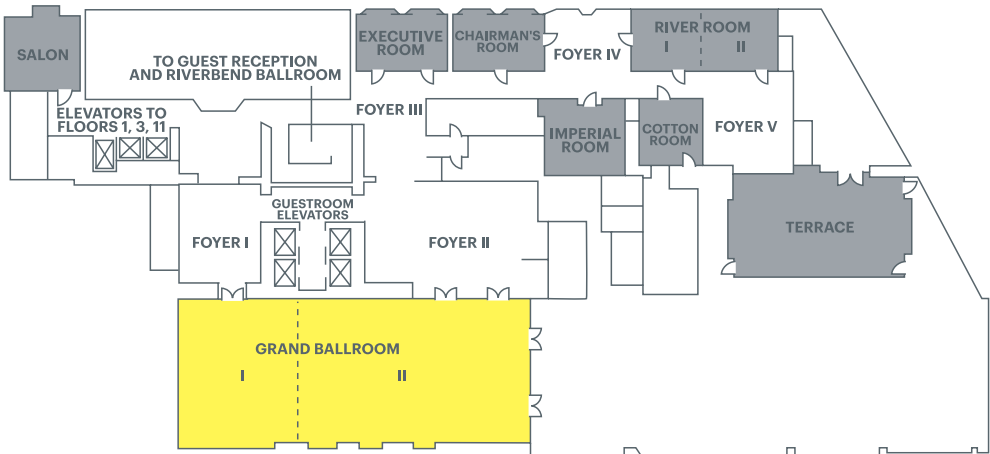 SALON
TO GUEST RECEPTION
AND RIVERBEND BALLROOM
EXECUTIVE
ROOM
CHAIRMAN'S
ROOM
FOYER IV
RIVER ROOM
I
II
ELEVATORS TO
FLOORS 1, 3, 11
FOYER III
IMPERIAL
ROOM
COTTON
ROOM
FOYER V
GUESTROOM
ELEVATORS
FOYER I
FOYER II
TERRACE
GRAND BALLROOM
I
II